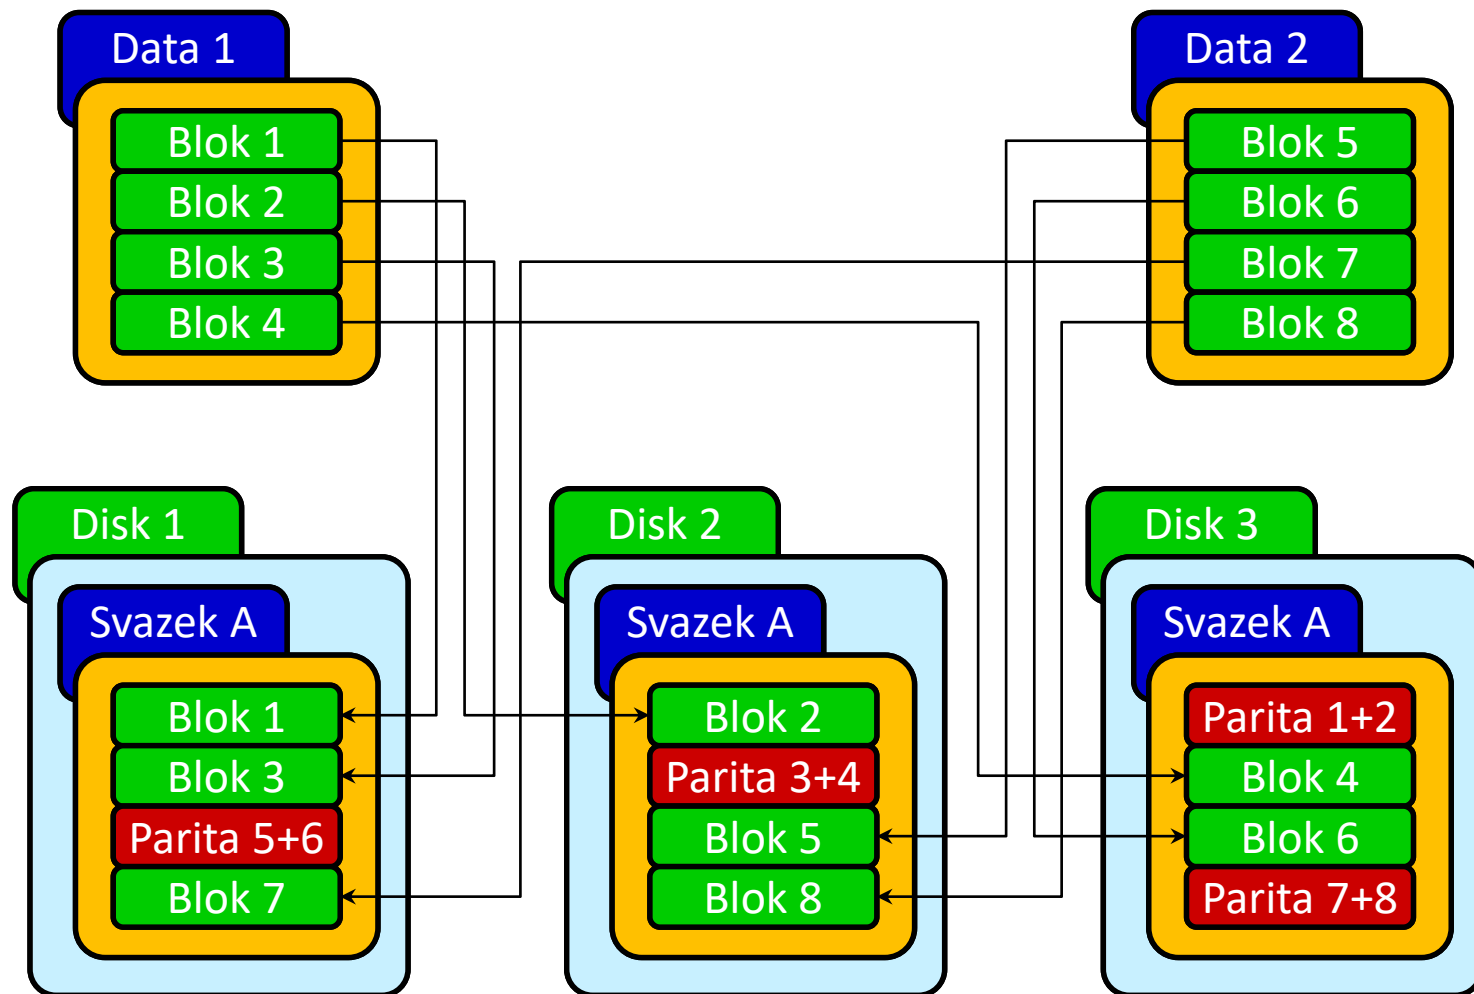 Data 1
Blok 1
Blok 2
Blok 3
Blok 4
Data 2
Blok 5
Blok 6
Blok 7
Blok 8
Disk 1
Svazek A
Blok 1
Blok 3
Parita 5+6
Blok 7
Disk 2
Svazek A
Blok 2
Parita 3+4
Blok 5
Blok 8
Disk 3
Svazek A
Parita 1+2
Blok 4
Blok 6
Parita 7+8